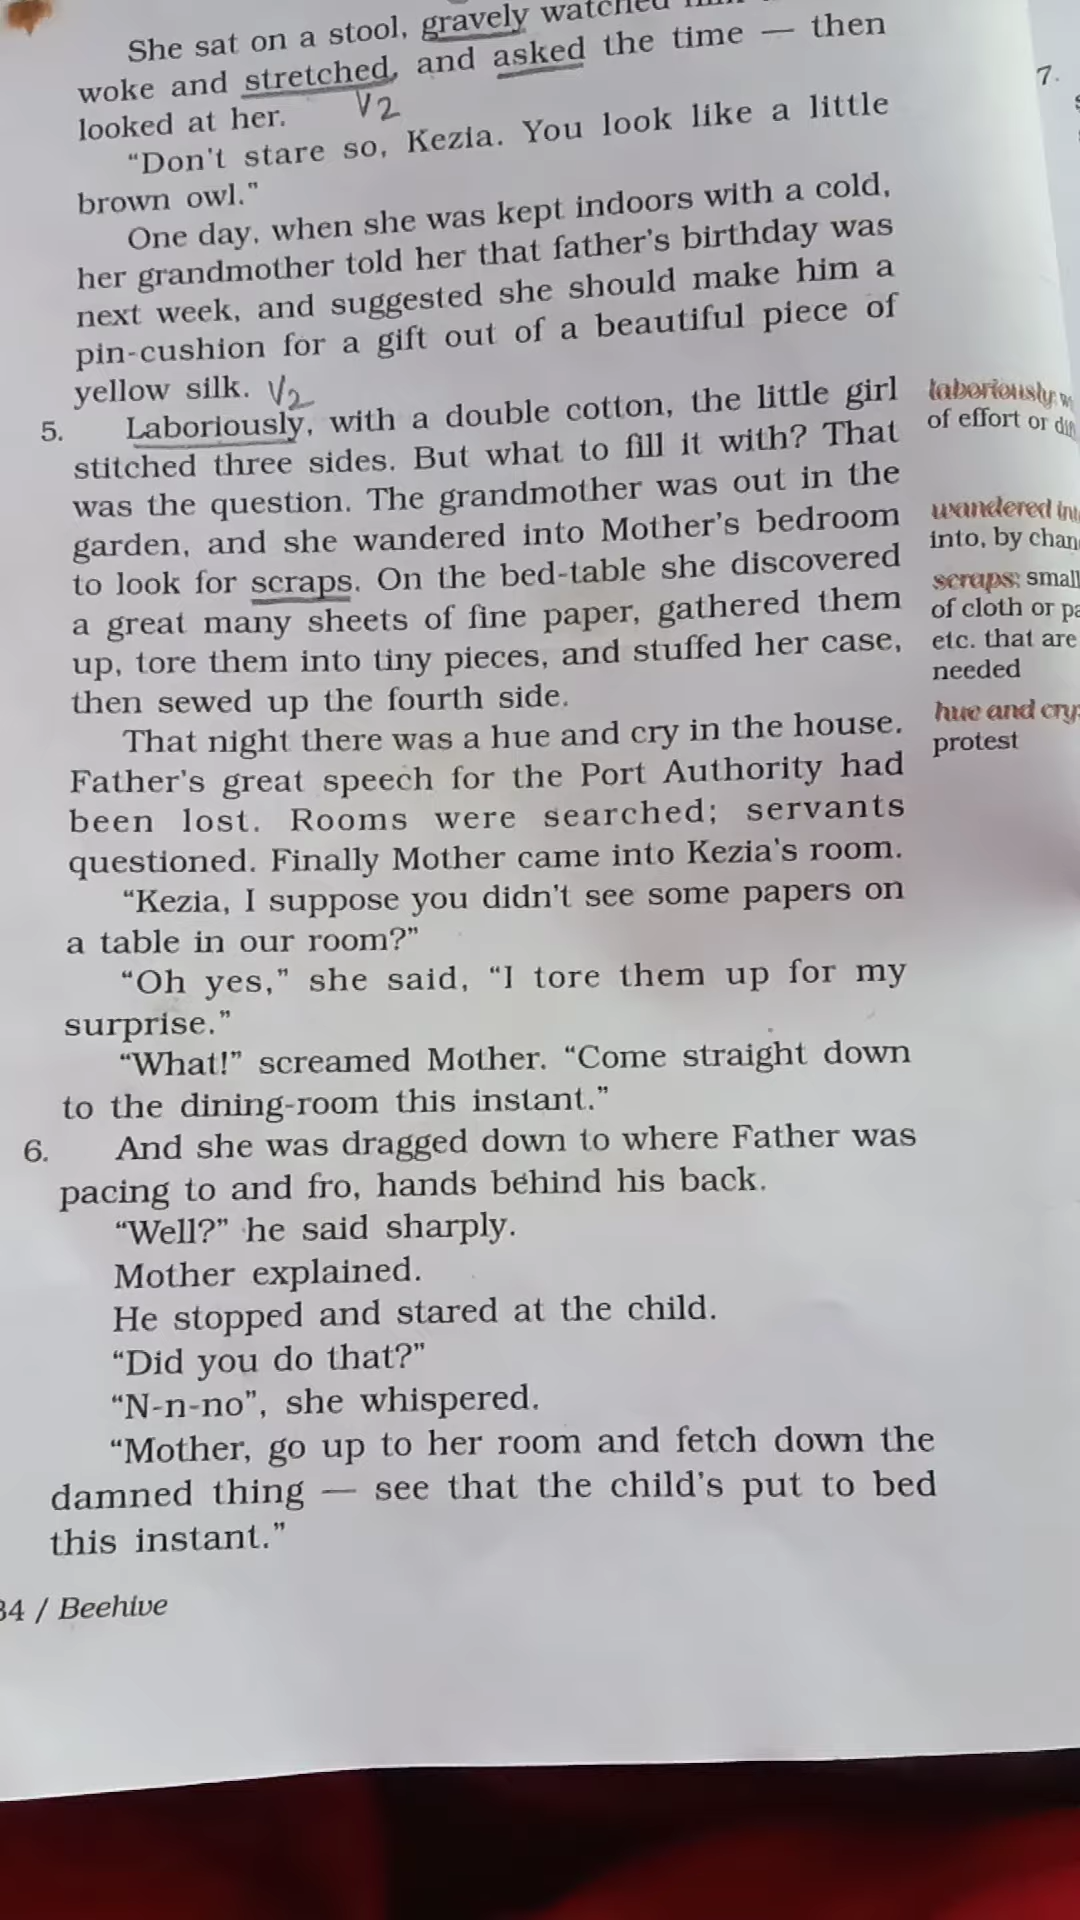 She sat on a stool, gravely watched
woke and stretched, and asked the time — then
looked at her.
V2
"Don't stare so, Kezia. You look like a little
brown owl."
One day, when she was kept indoors with a cold,
her grandmother told her that father's birthday was
next week, and suggested she should make him a
pin-cushion for a gift out of a beautiful piece of
yellow silk.
V2
5. Laboriously, with a double cotton, the little girl
stitched three sides. But what to fill it with? That
was the question. The grandmother was out in the
garden, and she wandered into Mother's bedroom
to look for scraps. On the bed-table she discovered
a great many sheets of fine paper, gathered them
up, tore them into tiny pieces, and stuffed her case,
then sewed up the fourth side.
That night there was a hue and cry in the house.
Father's great speech for the Port Authority had
been lost. Rooms were searched; servants
questioned. Finally Mother came into Kezia's room.
"Kezia, I suppose you didn't see some papers on
a table in our room?"
"Oh yes," she said, "I tore them up for my
surprise."
"What!" screamed Mother. "Come straight down
to the dining-room this instant."
6. And she was dragged down to where Father was
pacing to and fro, hands behind his back.
"Well?" he said sharply.
Mother explained.
He stopped and stared at the child.
"Did you do that?"
"N-n-no", she whispered.
"Mother, go up to her room and fetch down the
damned thing — see that the child's put to bed
this instant."
34 / Beehive
7.
laboriously:
of effort or
wandered
into, by
scraps: small
of cloth or
etc. that are
needed
hue and cry:
protest